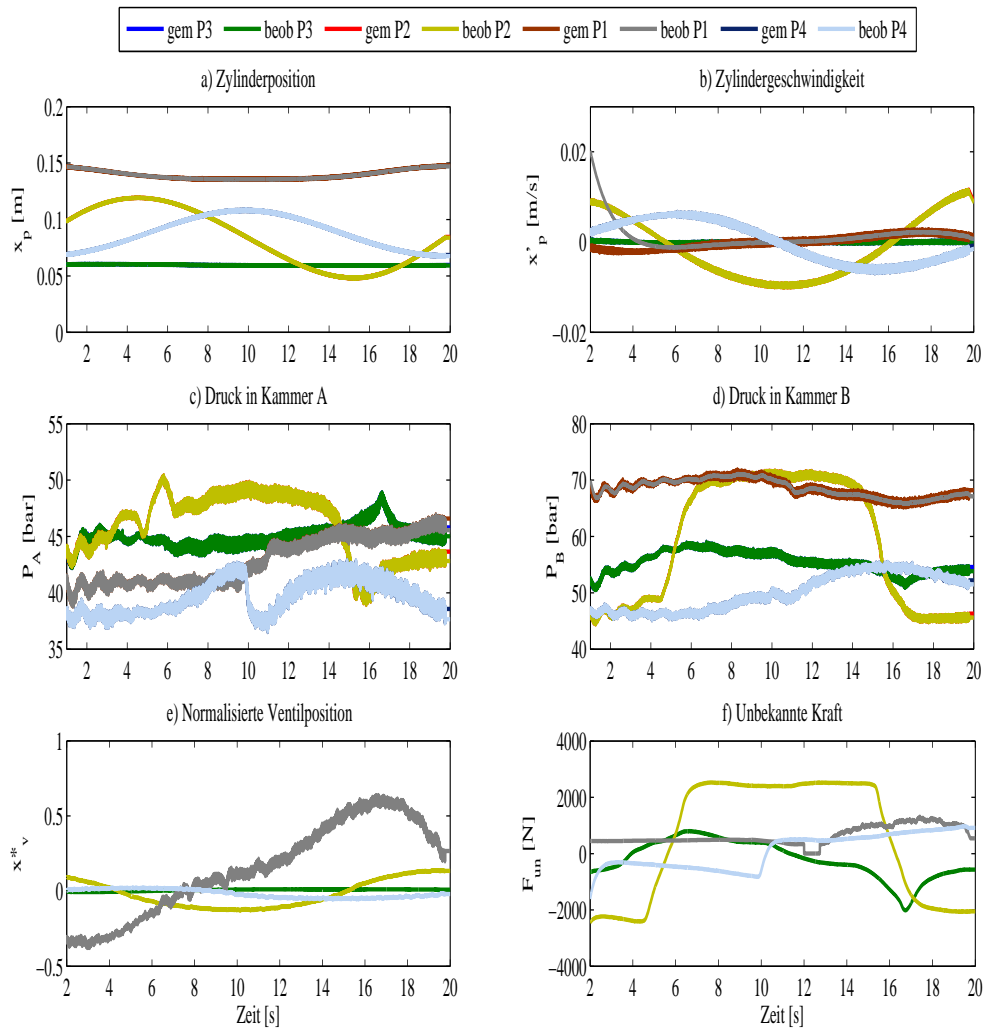 gem P3 beob P3 gem P2 beob P2 gem P1 beob P1 gem P4 beob P4
a) Zylinderposition
0.2
0.15
0.1
0.05
0
x_p [m]
2 4 6 8 10 12 14 16 18 20
b) Zylindergeschwindigkeit
0.02
0
−0.02
x'_p [m/s]
2 4 6 8 10 12 14 16 18 20
c) Druck in Kammer A
55
50
45
40
35
P_A [bar]
2 4 6 8 10 12 14 16 18 20
d) Druck in Kammer B
80
70
60
50
40
P_B [bar]
2 4 6 8 10 12 14 16 18 20
e) Normalisierte Ventilposition
1
0.5
0
−0.5
x*_v
2 4 6 8 10 12 14 16 18 20
Zeit [s]
f) Unbekannte Kraft
4000
2000
0
−2000
−4000
F_un [N]
2 4 6 8 10 12 14 16 18 20
Zeit [s]